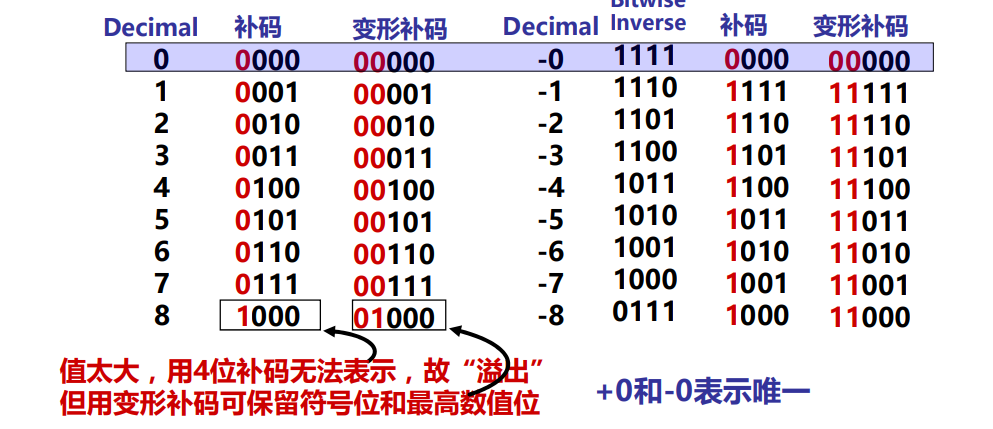 Decimal 补码 变形补码 Decimal Bitwise Inverse 补码 变形补码
0 0000 00000 -0 1111 0000 00000
1 0001 00001 -1 1110 1111 11111
2 0010 00010 -2 1101 1110 11110
3 0011 00011 -3 1100 1101 11101
4 0100 00100 -4 1011 1100 11100
5 0101 00101 -5 1010 1011 11011
6 0110 00110 -6 1001 1010 11010
7 0111 00111 -7 1000 1001 11001
8 1000 01000 -8 0111 1000 11000
值太大，用4位补码无法表示，故“溢出”
但用变形补码可保留符号位和最高数值位
+0和-0表示唯一